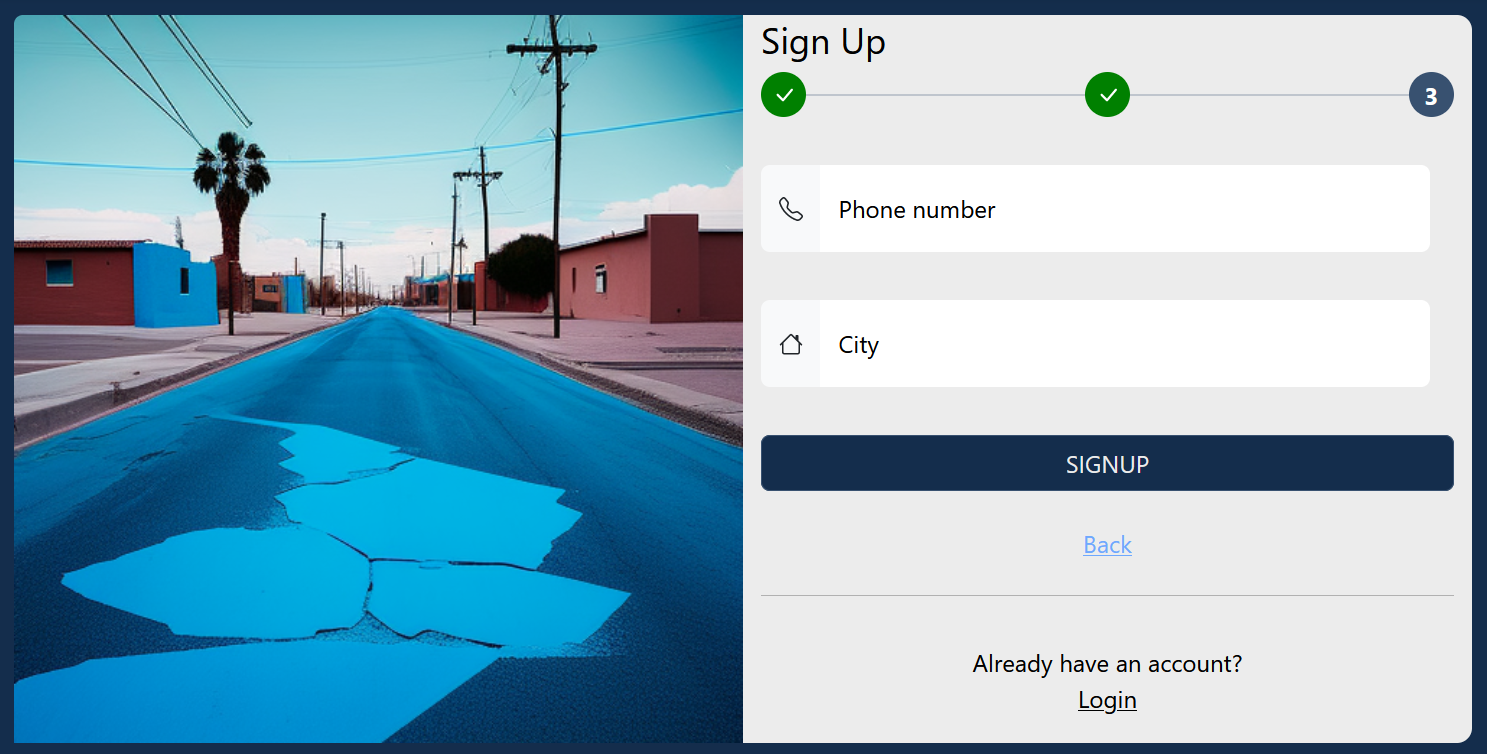 Sign Up
3
Phone number
City
SIGNUP
Back
Already have an account?
Login